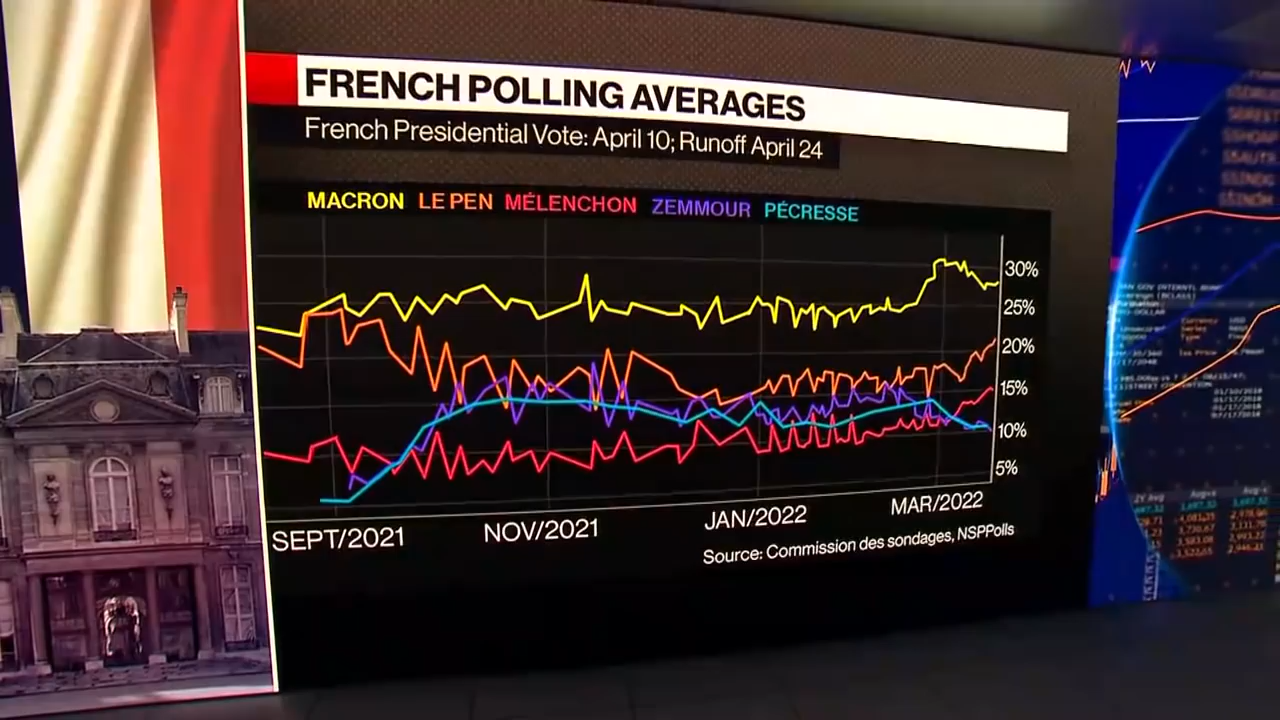 FRENCH POLLING AVERAGES
French Presidential Vote: April 10; Runoff April 24
MACRON LE PEN MÉLENCHON ZEMMOUR PÉCRESSE
30%
25%
20%
15%
10%
5%
SEPT/2021 NOV/2021 JAN/2022 MAR/2022
Source: Commission des sondages, NSPPolls